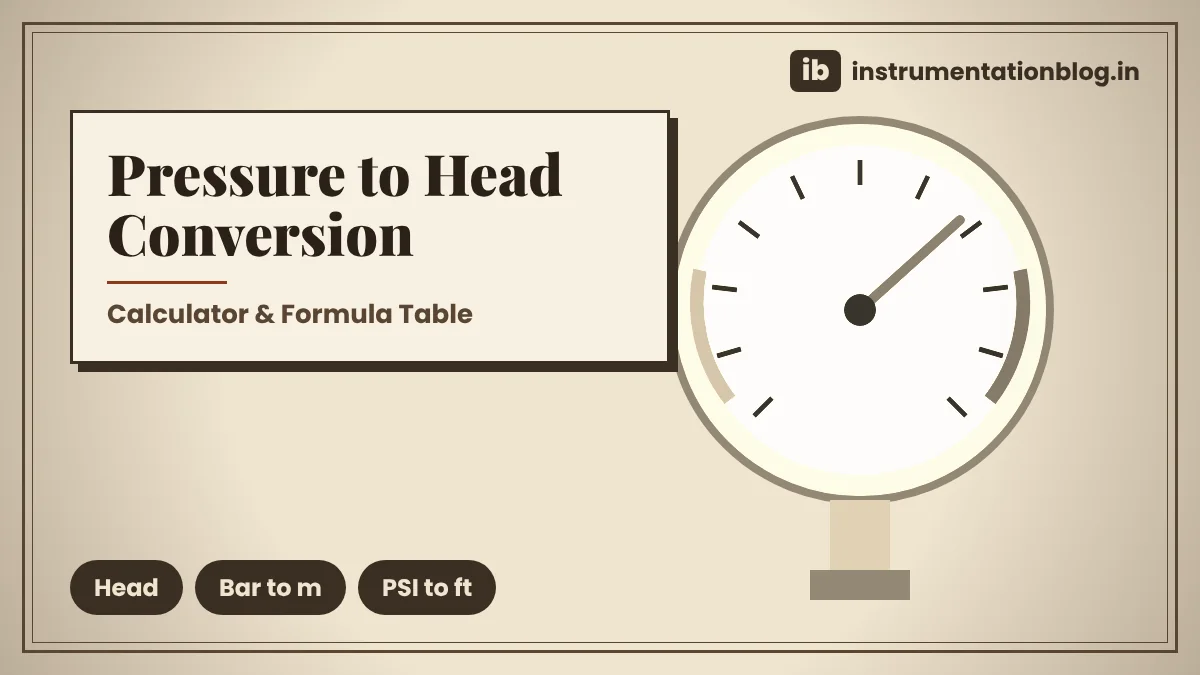 ib instrumentationblog.in
Pressure to Head
Conversion
Calculator & Formula Table
Head
Bar to m
PSI to ft